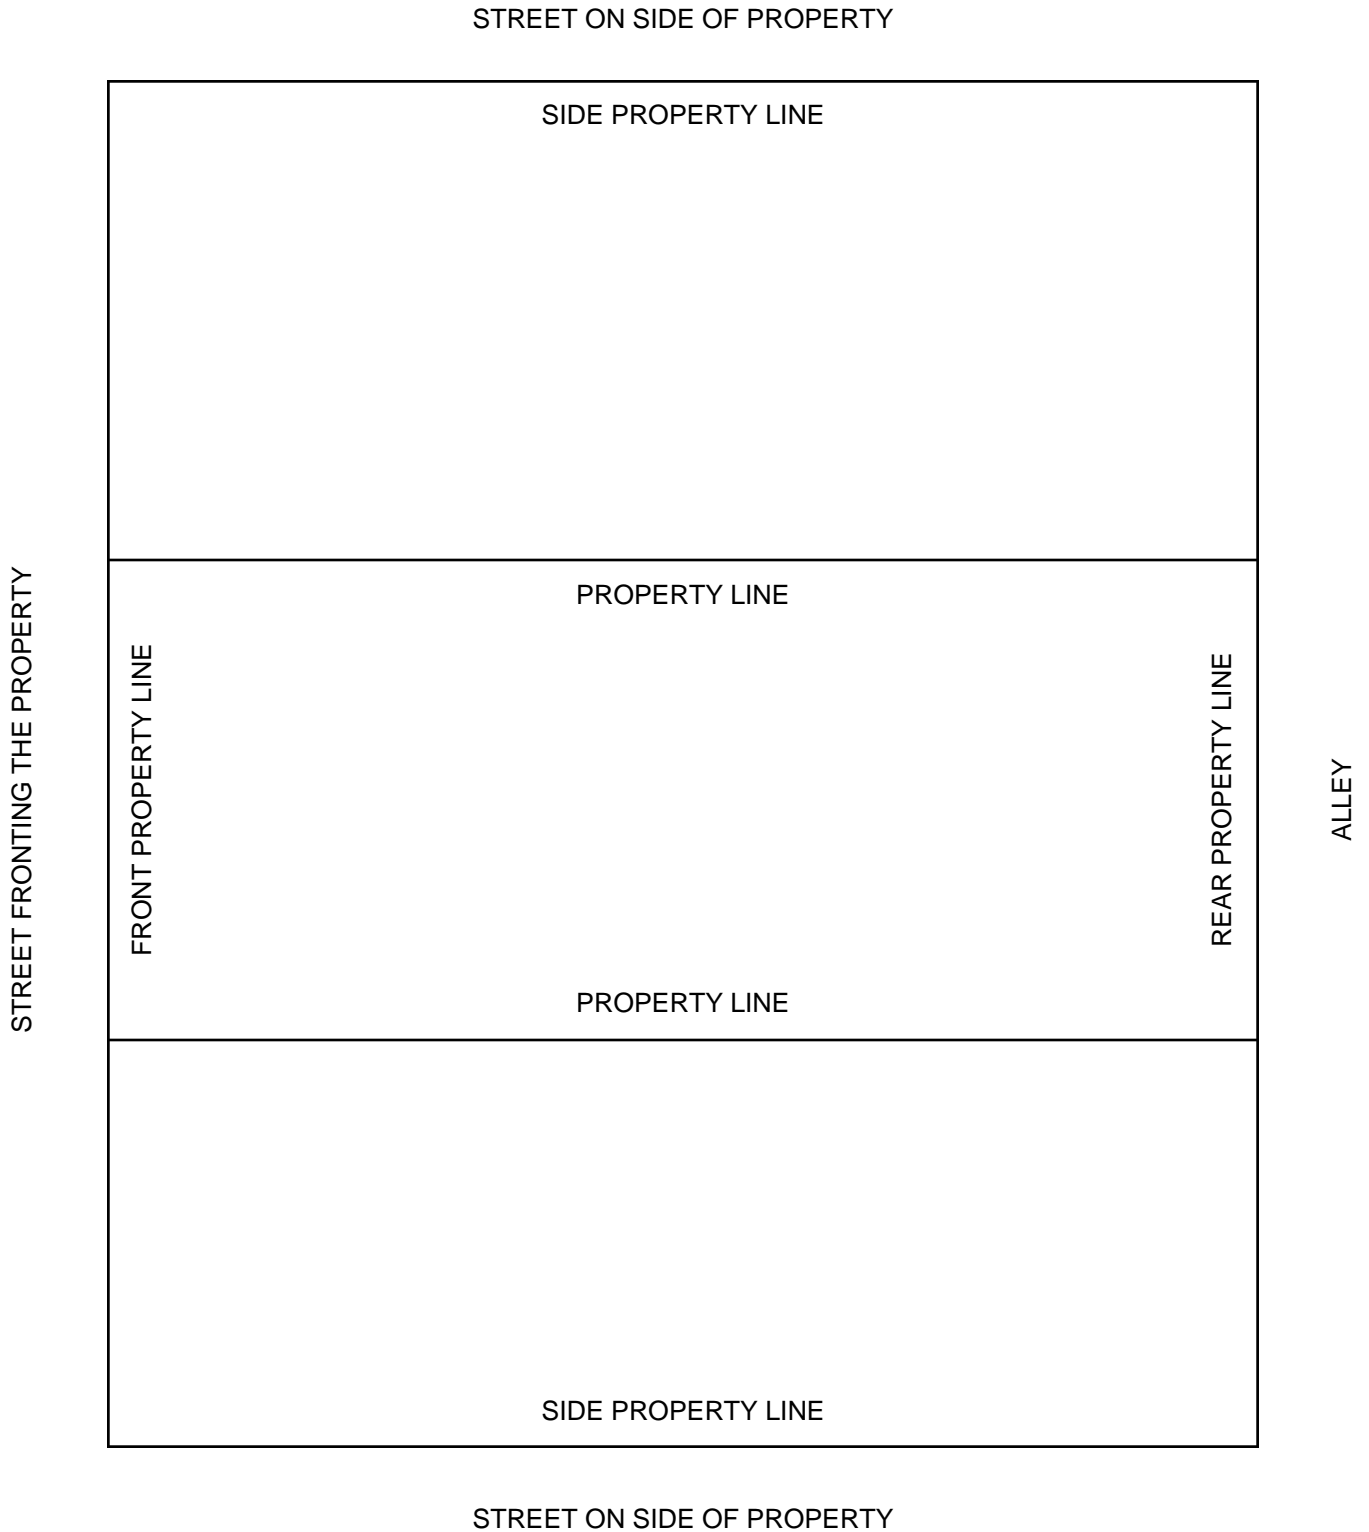 STREET ON SIDE OF PROPERTY
SIDE PROPERTY LINE
STREET FRONTING THE PROPERTY
FRONT PROPERTY LINE
PROPERTY LINE
REAR PROPERTY LINE
ALLEY
PROPERTY LINE
SIDE PROPERTY LINE
STREET ON SIDE OF PROPERTY